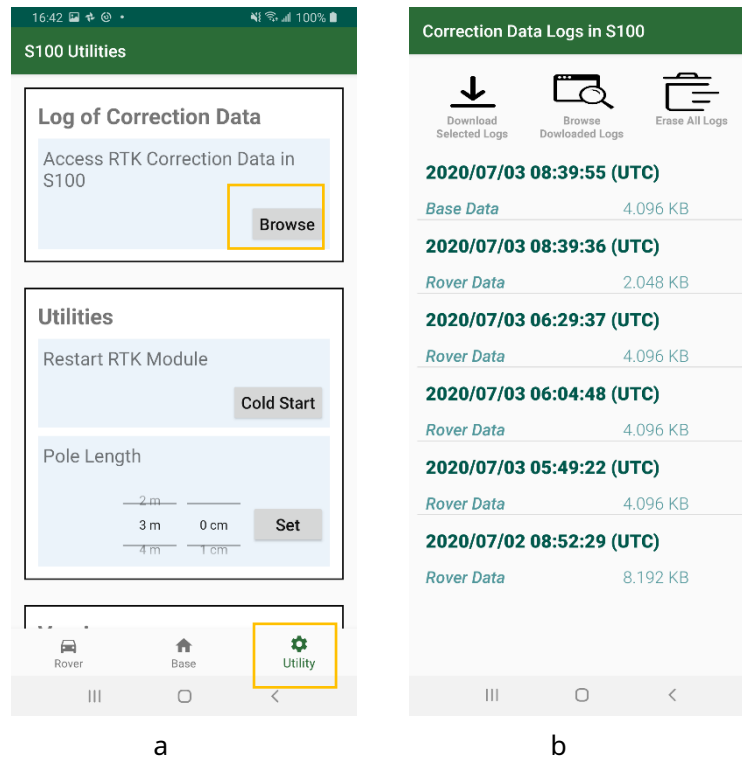 16:42 100%
S100 Utilities
Log of Correction Data
Access RTK Correction Data in
S100
Browse
Utilities
Restart RTK Module
Cold Start
Pole Length
2 m
3 m 0 cm Set
4 m 1 cm
Rover Base Utility
a
Correction Data Logs in S100
Download
Selected Logs
Browse
Dowloaded Logs
Erase All Logs
2020/07/03 08:39:55 (UTC)
Base Data 4.096 KB
2020/07/03 08:39:36 (UTC)
Rover Data 2.048 KB
2020/07/03 06:29:37 (UTC)
Rover Data 4.096 KB
2020/07/03 06:04:48 (UTC)
Rover Data 4.096 KB
2020/07/03 05:49:22 (UTC)
Rover Data 4.096 KB
2020/07/02 08:52:29 (UTC)
Rover Data 8.192 KB
b